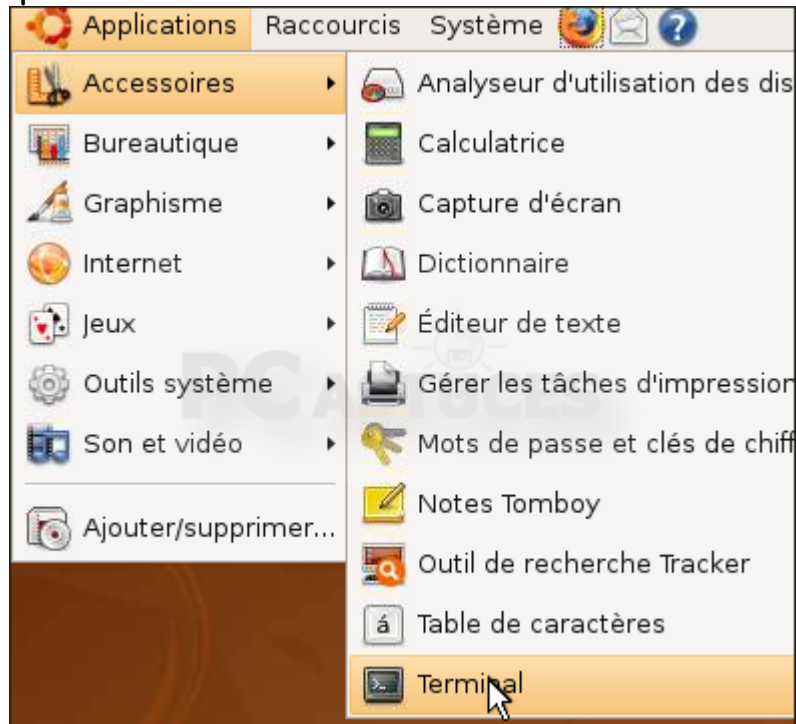 Applications Raccourcis Système
Accessoires
Bureautique
Graphisme
Internet
Jeux
Outils système
Son et vidéo
Ajouter/supprimer...
Analyseur d'utilisation des dis
Calculatrice
Capture d'écran
Dictionnaire
Éditeur de texte
Gérer les tâches d'impression
Mots de passe et clés de chiff
Notes Tomboy
Outil de recherche Tracker
á Table de caractères
Terminal
PC ASTUCES